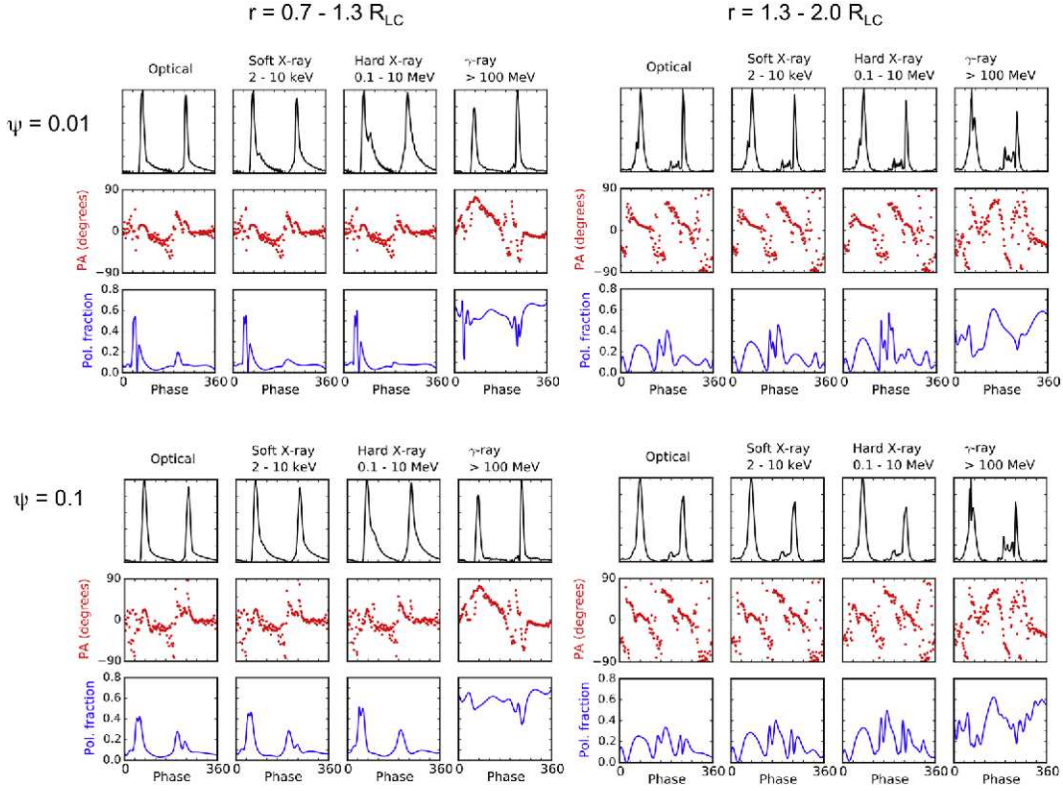 r = 0.7 - 1.3 R_LC r = 1.3 - 2.0 R_LC
Optical Soft X-ray 2 - 10 keV Hard X-ray 0.1 - 10 MeV γ-ray > 100 MeV Optical Soft X-ray 2 - 10 keV Hard X-ray 0.1 - 10 MeV γ-ray > 100 MeV
ψ = 0.01
90 90
PA (degrees) 0 PA (degrees) 0
-90 -90
0.8 0.8
0.6 0.6
Pol. fraction 0.4 Pol. fraction 0.4
0.2 0.2
0.0 0.0
0 Phase 360 Phase 360 Phase 360 Phase 360 0 Phase 360 Phase 360 Phase 360 Phase 360
Optical Soft X-ray 2 - 10 keV Hard X-ray 0.1 - 10 MeV γ-ray > 100 MeV Optical Soft X-ray 2 - 10 keV Hard X-ray 0.1 - 10 MeV γ-ray > 100 MeV
ψ = 0.1
90 90
PA (degrees) 0 PA (degrees) 0
-90 -90
0.8 0.8
0.6 0.6
Pol. fraction 0.4 Pol. fraction 0.4
0.2 0.2
0.0 0.0
0 Phase 360 Phase 360 Phase 360 Phase 360 0 Phase 360 Phase 360 Phase 360 Phase 360